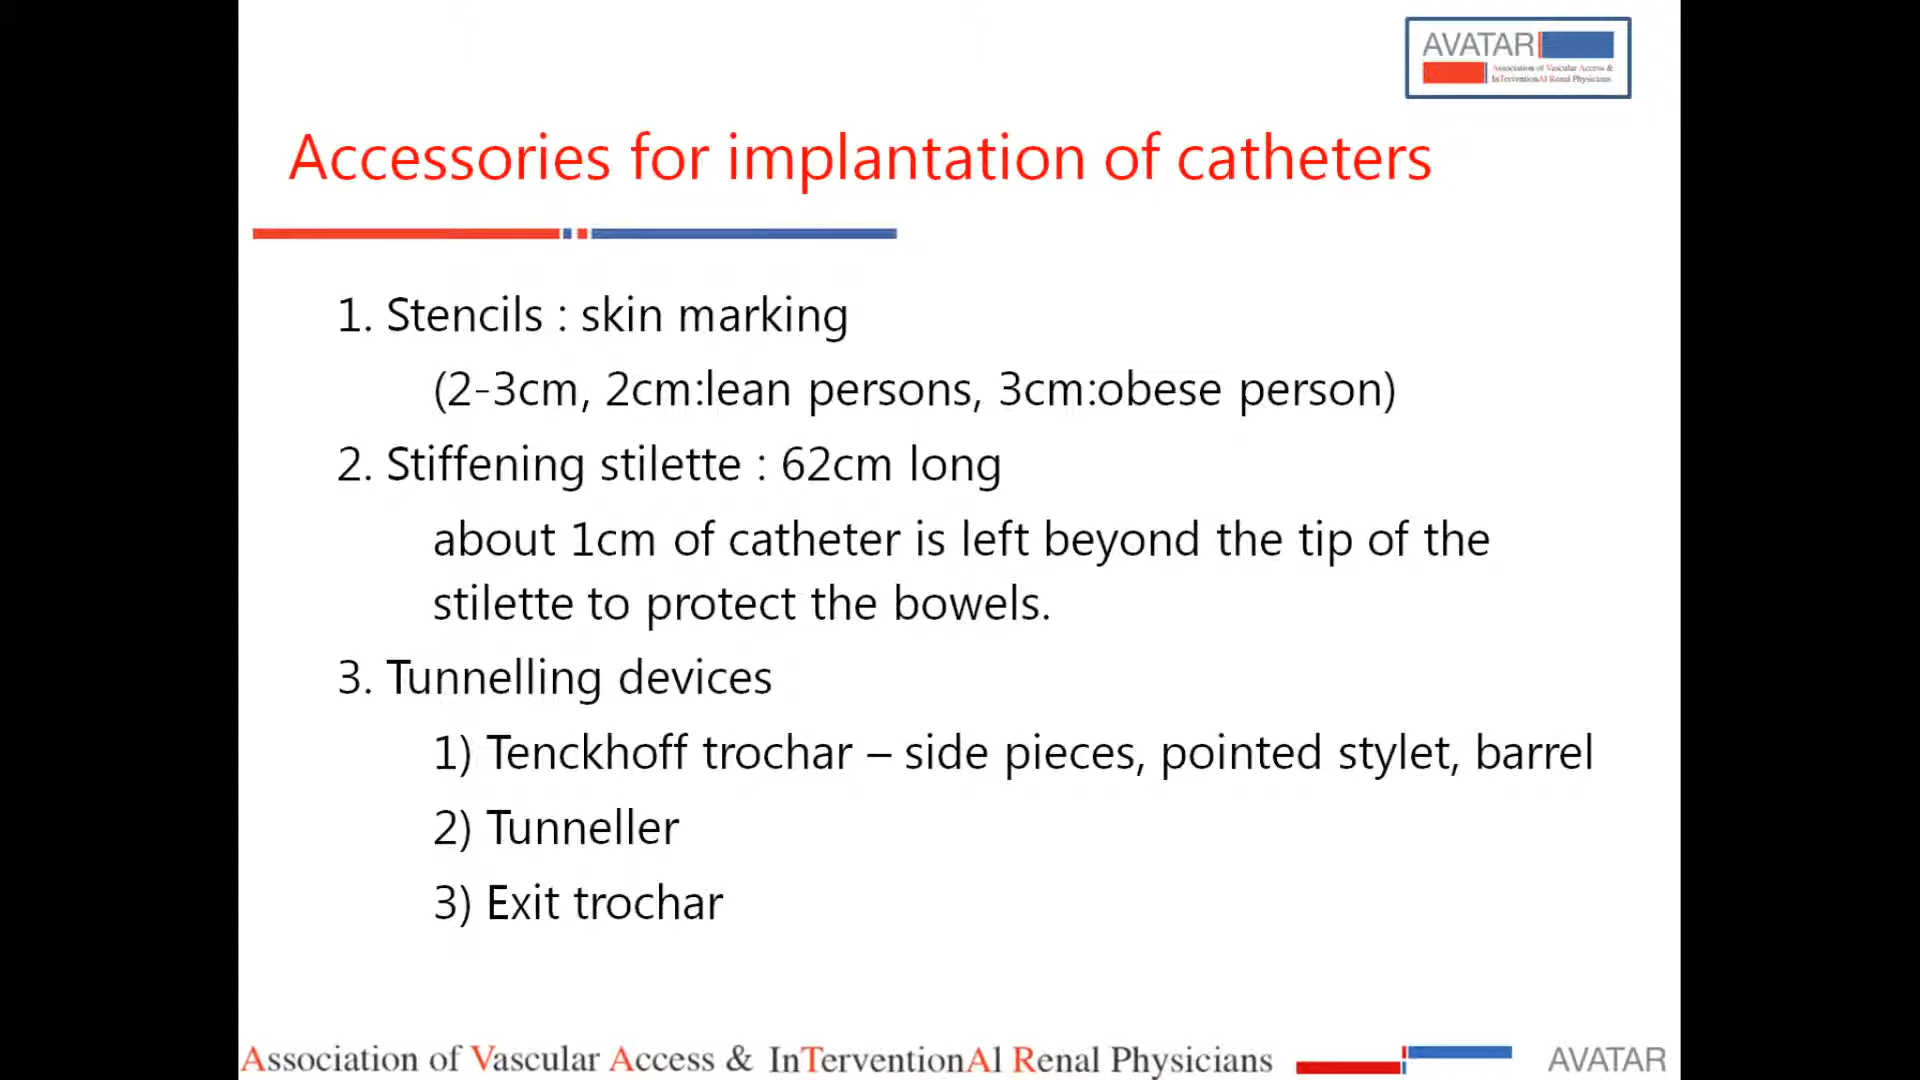 AVATAR
Association of Vascular Access &
InTerventionAl Renal Physicians
Accessories for implantation of catheters
1. Stencils : skin marking
(2-3cm, 2cm:lean persons, 3cm:obese person)
2. Stiffening stilette : 62cm long
about 1cm of catheter is left beyond the tip of the
stilette to protect the bowels.
3. Tunnelling devices
1) Tenckhoff trochar – side pieces, pointed stylet, barrel
2) Tunneller
3) Exit trochar
Association of Vascular Access & InTerventionAl Renal Physicians AVATAR